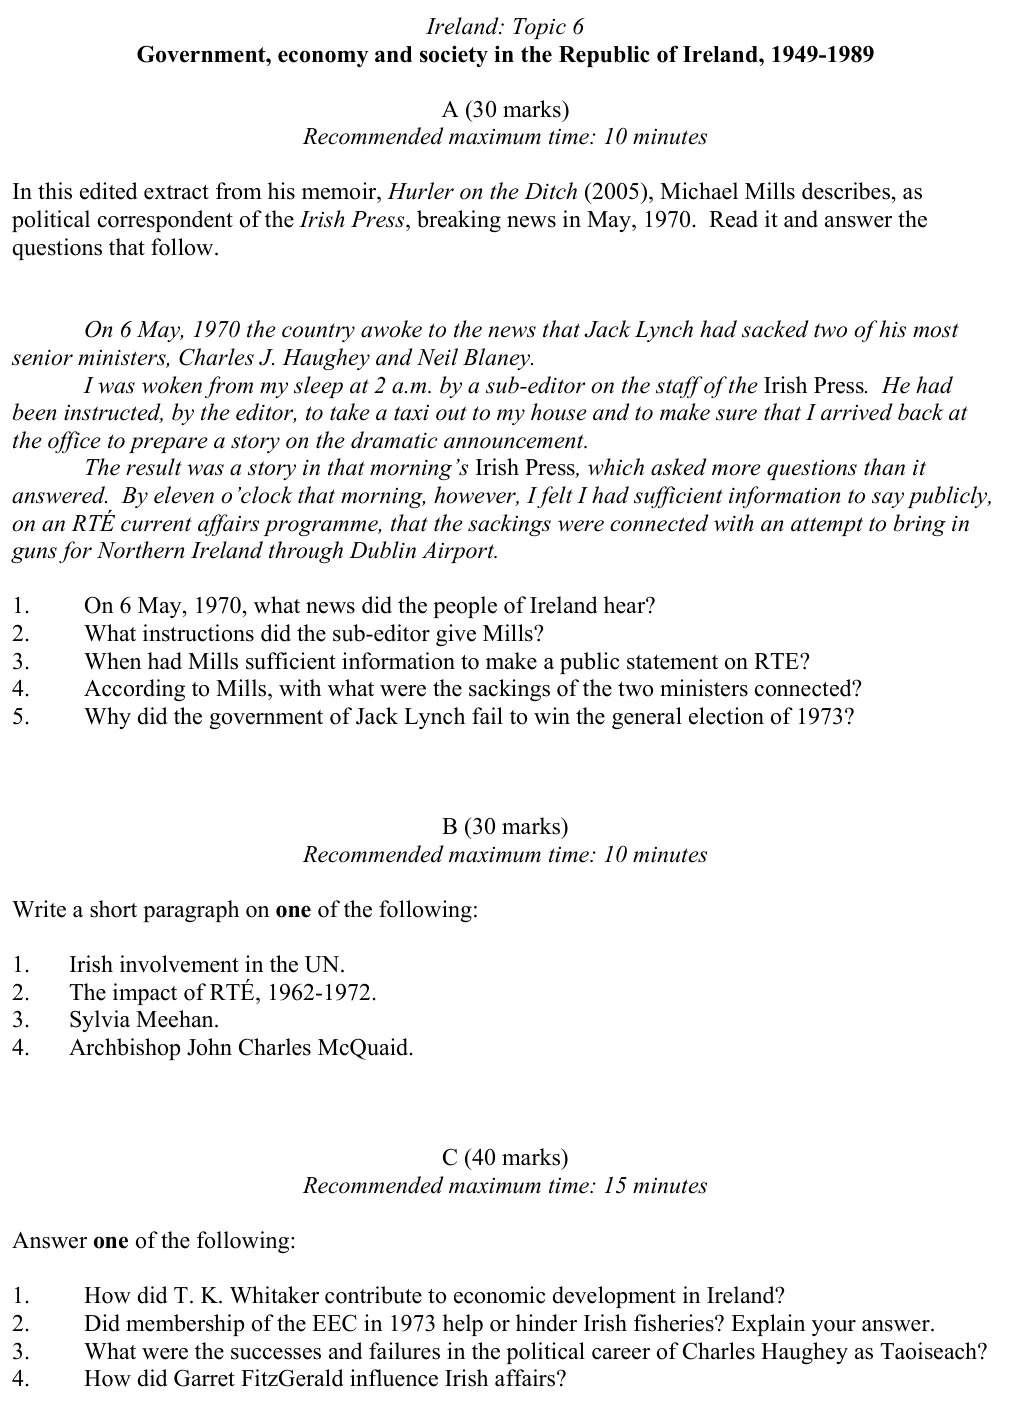 Ireland: Topic 6
Government, economy and society in the Republic of Ireland, 1949-1989
A (30 marks)
Recommended maximum time: 10 minutes
In this edited extract from his memoir, Hurler on the Ditch (2005), Michael Mills describes, as
political correspondent of the Irish Press, breaking news in May, 1970.  Read it and answer the
questions that follow.
On 6 May, 1970 the country awoke to the news that Jack Lynch had sacked two of his most
senior ministers, Charles J. Haughey and Neil Blaney.
I was woken from my sleep at 2 a.m. by a sub-editor on the staff of the Irish Press.  He had
been instructed, by the editor, to take a taxi out to my house and to make sure that I arrived back at
the office to prepare a story on the dramatic announcement.
The result was a story in that morning's Irish Press, which asked more questions than it
answered.  By eleven o'clock that morning, however, I felt I had sufficient information to say publicly,
on an RTÉ current affairs programme, that the sackings were connected with an attempt to bring in
guns for Northern Ireland through Dublin Airport.
1. On 6 May, 1970, what news did the people of Ireland hear?
2. What instructions did the sub-editor give Mills?
3. When had Mills sufficient information to make a public statement on RTE?
4. According to Mills, with what were the sackings of the two ministers connected?
5. Why did the government of Jack Lynch fail to win the general election of 1973?
B (30 marks)
Recommended maximum time: 10 minutes
Write a short paragraph on one of the following:
1. Irish involvement in the UN.
2. The impact of RTÉ, 1962-1972.
3. Sylvia Meehan.
4. Archbishop John Charles McQuaid.
C (40 marks)
Recommended maximum time: 15 minutes
Answer one of the following:
1. How did T. K. Whitaker contribute to economic development in Ireland?
2. Did membership of the EEC in 1973 help or hinder Irish fisheries? Explain your answer.
3. What were the successes and failures in the political career of Charles Haughey as Taoiseach?
4. How did Garret FitzGerald influence Irish affairs?